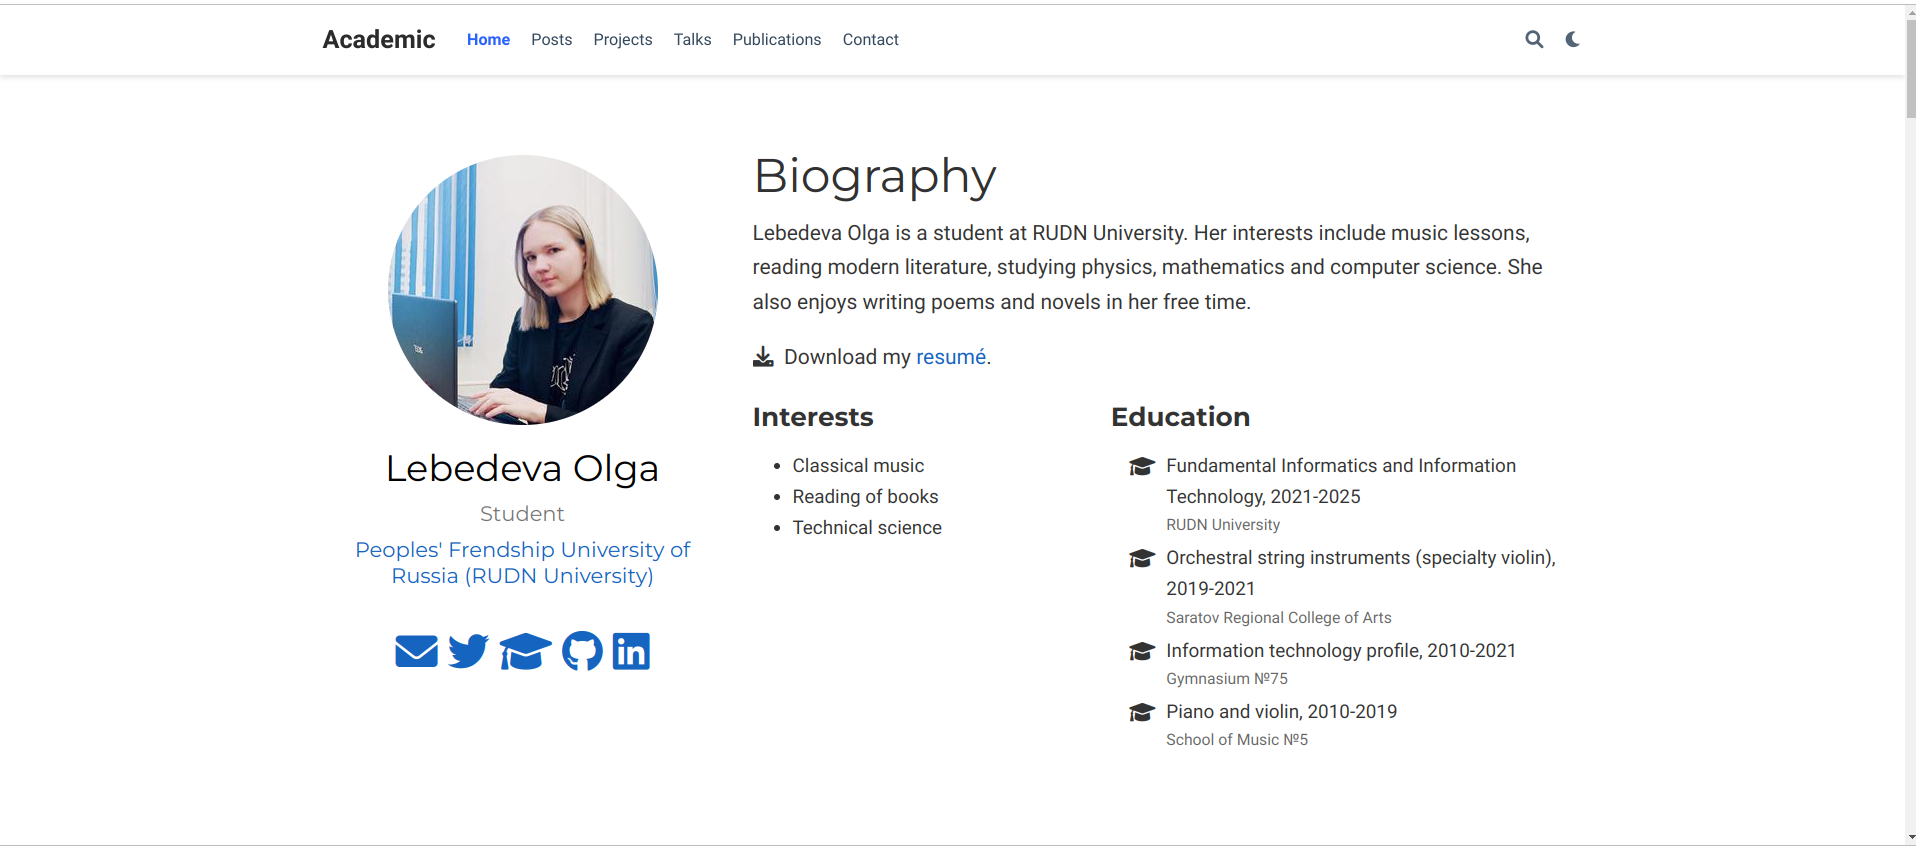 Academic Home Posts Projects Talks Publications Contact
Biography
Lebedeva Olga is a student at RUDN University. Her interests include music lessons,
reading modern literature, studying physics, mathematics and computer science. She
also enjoys writing poems and novels in her free time.
Download my resumé.
Lebedeva Olga
Student
Peoples' Frendship University of
Russia (RUDN University)
Interests
Classical music
Reading of books
Technical science
Education
Fundamental Informatics and Information
Technology, 2021-2025
RUDN University
Orchestral string instruments (specialty violin),
2019-2021
Saratov Regional College of Arts
Information technology profile, 2010-2021
Gymnasium №75
Piano and violin, 2010-2019
School of Music №5